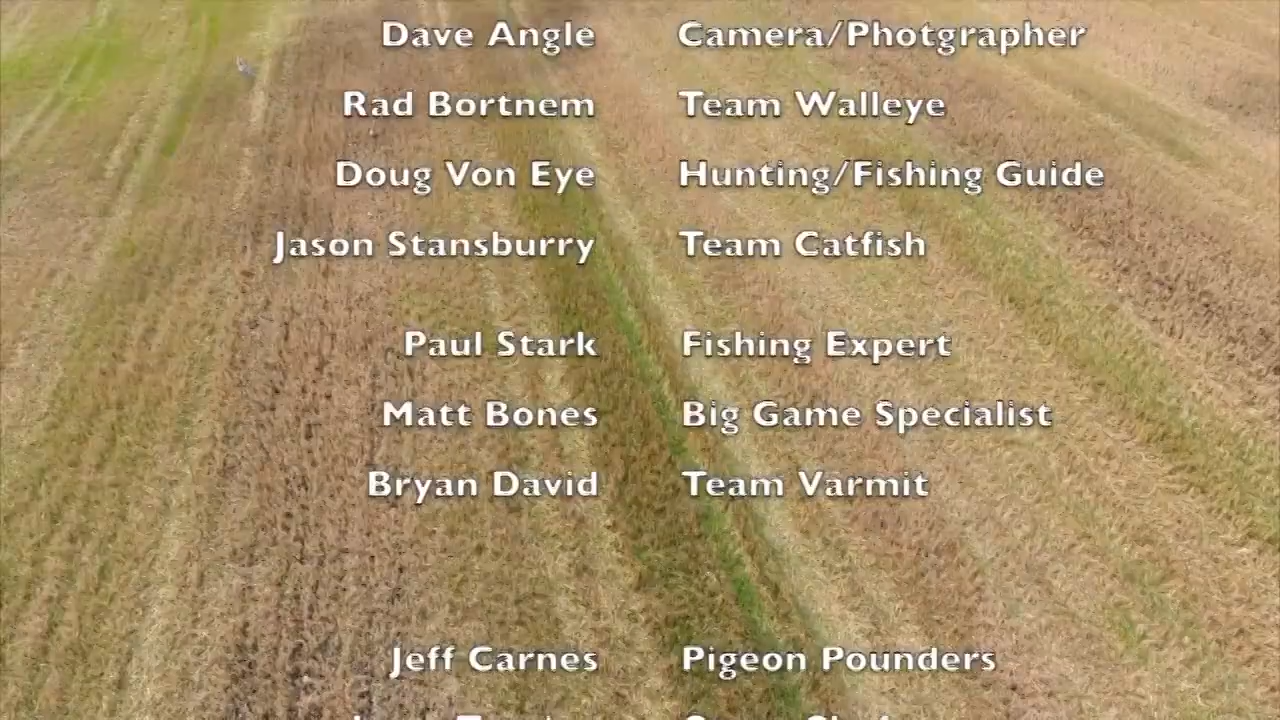 Dave Angle Camera/Photgrapher
Rad Bortnem Team Walleye
Doug Von Eye Hunting/Fishing Guide
Jason Stansburry Team Catfish
Paul Stark Fishing Expert
Matt Bones Big Game Specialist
Bryan David Team Varmit
Jeff Carnes Pigeon Pounders